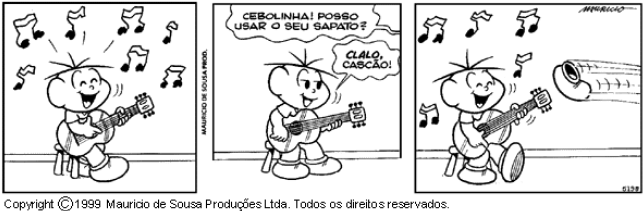 CEBOLINHA! POSSO
USAR O SEU SAPATO?
CLALO,
CASCÃO!
MAURICIO DE SOUSA PROD.
MAURICIO
5198
Copyright ©1999 Mauricio de Sousa Produções Ltda. Todos os direitos reservados.